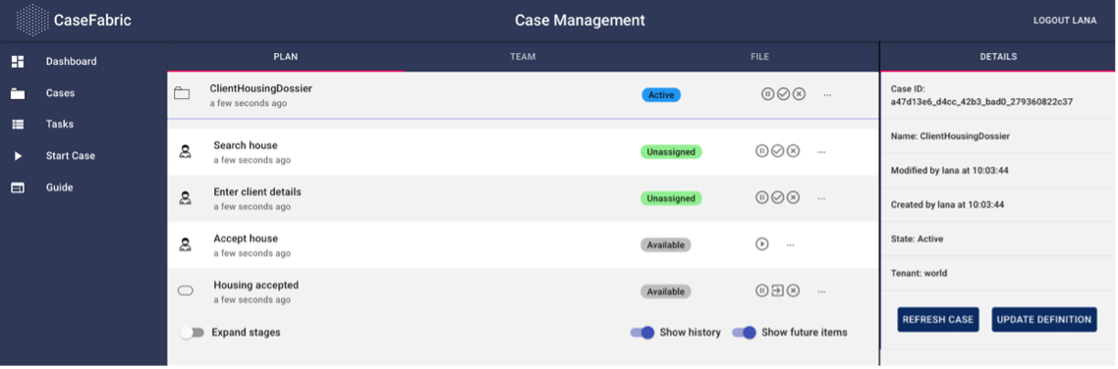 CaseFabric
Case Management
LOGOUT LANA
Dashboard
Cases
Tasks
Start Case
Guide
PLAN
TEAM
FILE
ClientHousingDossier
a few seconds ago
Active
...
Search house
a few seconds ago
Unassigned
...
Enter client details
a few seconds ago
Unassigned
...
Accept house
a few seconds ago
Available
...
Housing accepted
a few seconds ago
Available
...
Expand stages
Show history
Show future items
DETAILS
Case ID:
a47d13e6_d4cc_42b3_bad0_279360822c37
Name: ClientHousingDossier
Modified by lana at 10:03:44
Created by lana at 10:03:44
State: Active
Tenant: world
REFRESH CASE
UPDATE DEFINITION